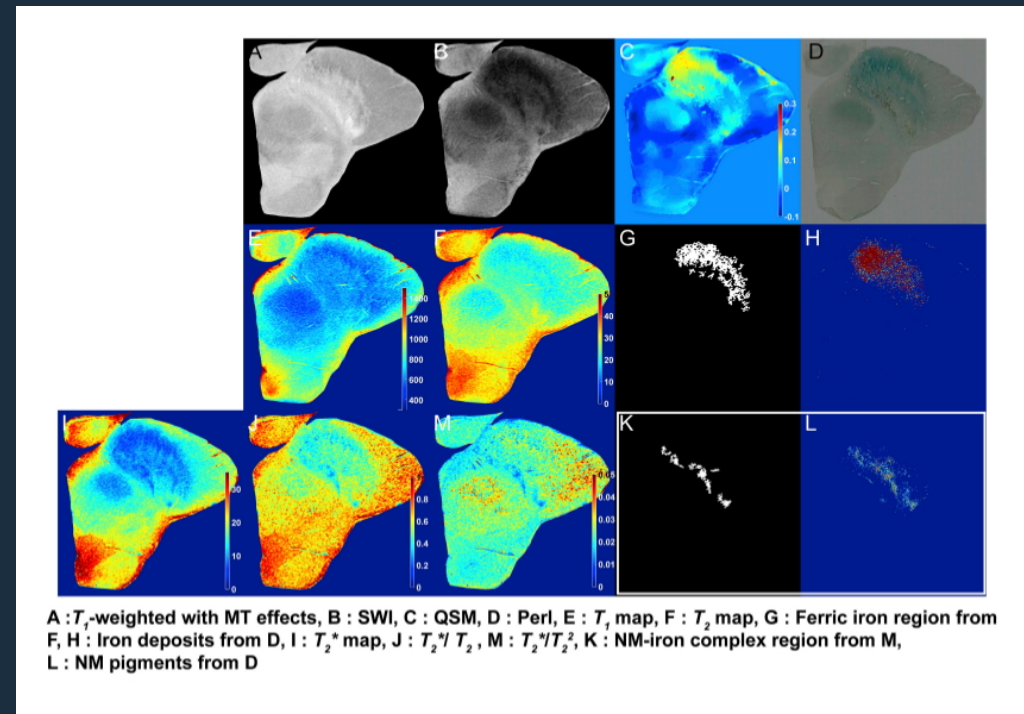 A
B
C
D
0.3
0.2
0.1
0
-0.1
E
F
G
H
1400
1200
1000
800
600
400
40
30
20
10
0
I
J
M
K
L
30
20
10
0
0.8
0.6
0.4
0.2
0
0.05
0.04
0.03
0.02
0.01
0
A : T₁-weighted with MT effects, B : SWI, C : QSM, D : Perl, E : T₁ map, F : T₂ map, G : Ferric iron region from
F, H : Iron deposits from D, I : T₂* map, J : T₂*/ T₂ , M : T₂*/T₂², K : NM-iron complex region from M,
L : NM pigments from D